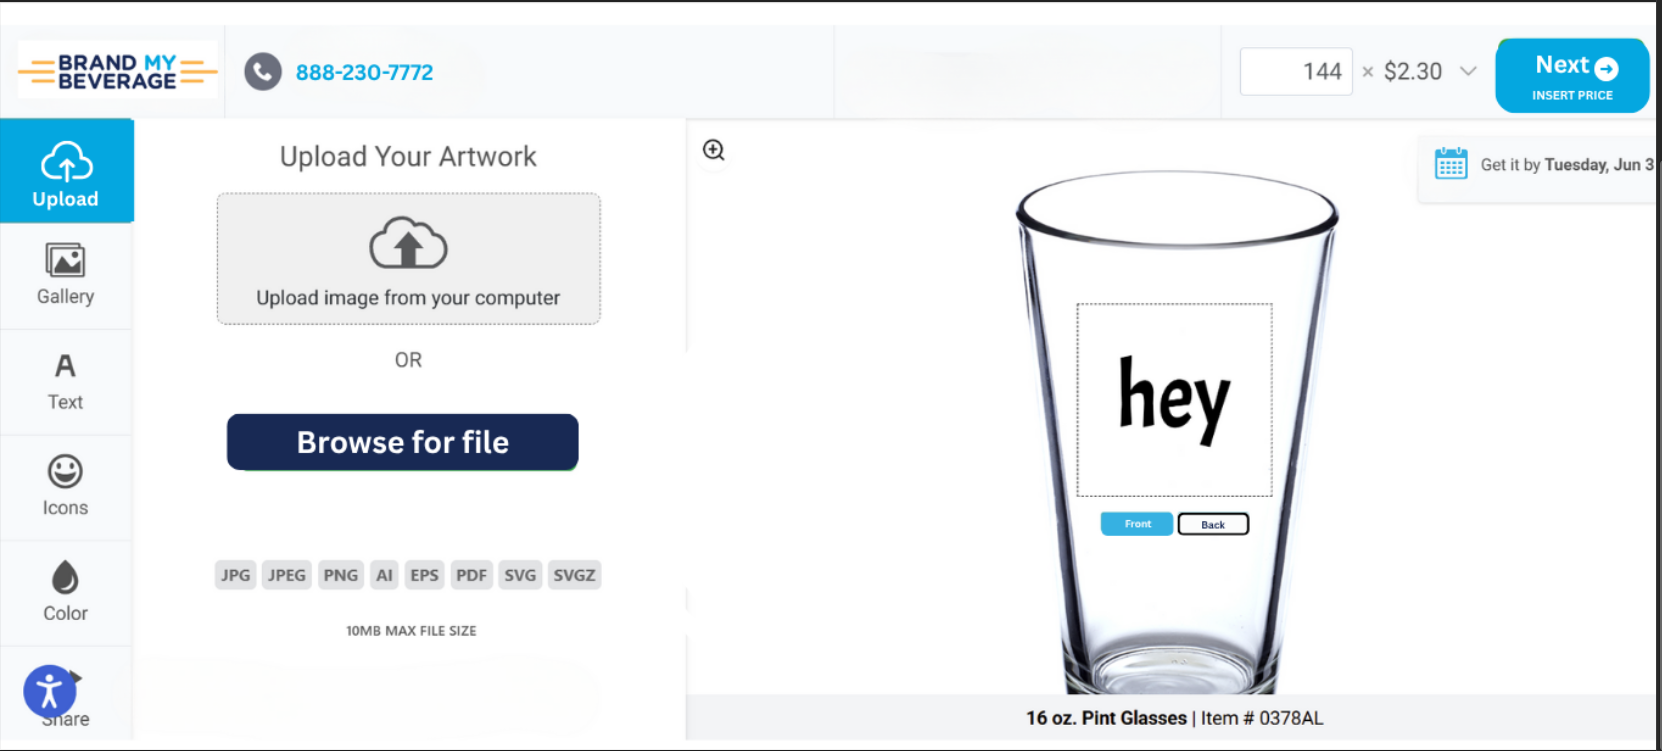 BRAND MY
BEVERAGE
888-230-7772
144 × $2.30
Next
INSERT PRICE
Upload
Gallery
A
Text
Icons
Color
Share
Upload Your Artwork
Upload image from your computer
OR
Browse for file
JPG JPEG PNG AI EPS PDF SVG SVGZ
10MB MAX FILE SIZE
Get it by Tuesday, Jun 3
hey
Front Back
16 oz. Pint Glasses | Item # 0378AL